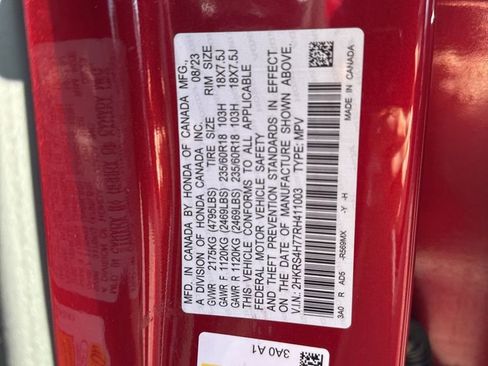 MFD. IN CANADA BY HONDA OF CANADA MFG.,
A DIVISION OF HONDA CANADA INC. 08/23
TIRE SIZE RIM SIZE
GVWR 2175KG (4795LBS)
GAWR F 1120KG (2469LBS) 235/60R18 103H 18X7.5J
GAWR R 1120KG (2469LBS) 235/60R18 103H 18X7.5J
THIS VEHICLE CONFORMS TO ALL APPLICABLE
FEDERAL MOTOR VEHICLE SAFETY
AND THEFT PREVENTION STANDARDS IN EFFECT
ON THE DATE OF MANUFACTURE SHOWN ABOVE.
V.I.N: 2HKRS4H77RH411003 TYPE: MPV
3A0 R AD5 -R569MX -Y -H
MADE IN CANADA
3A0 A1